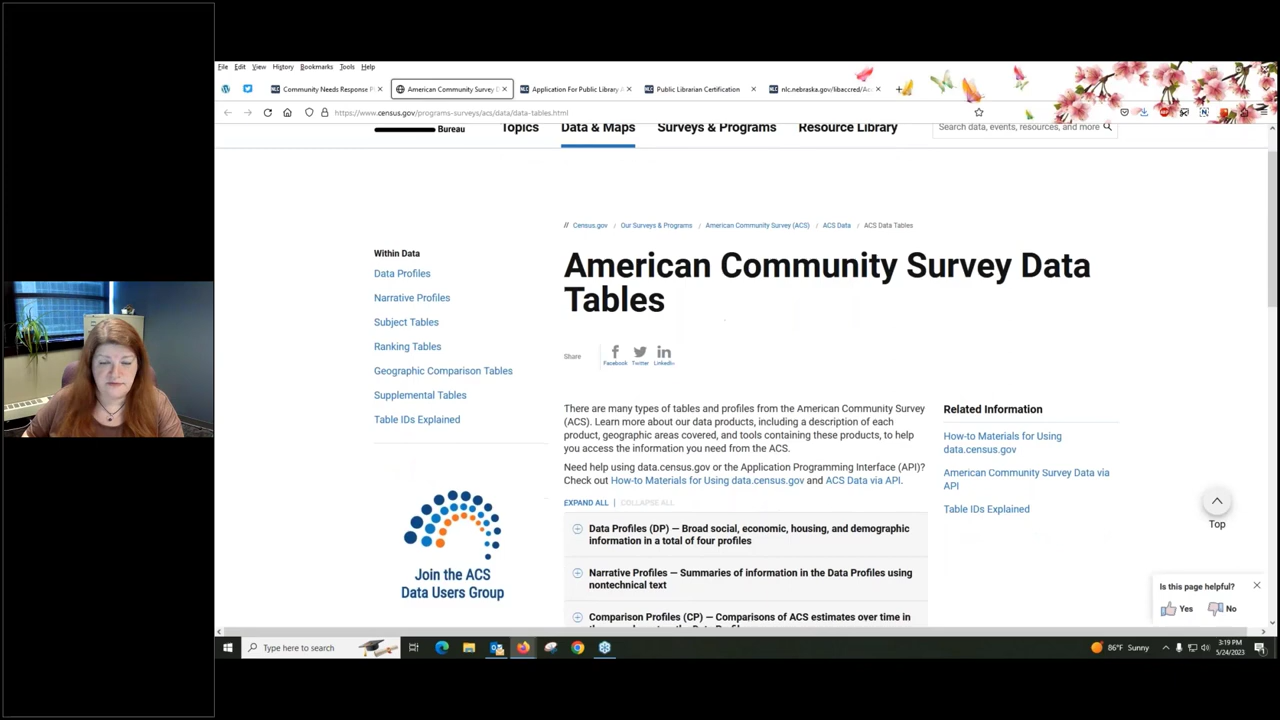 File Edit View History Bookmarks Tools Help
Community Needs Response P
American Community Survey D
Application For Public Library A
Public Librarian Certification
nlc.nebraska.gov/libaccred/Ac
https://www.census.gov/programs-surveys/acs/data/data-tables.html
Bureau
Topics
Data & Maps
Surveys & Programs
Resource Library
Search data, events, resources, and more
// Census.gov / Our Surveys & Programs / American Community Survey (ACS) / ACS Data / ACS Data Tables
Within Data
Data Profiles
Narrative Profiles
Subject Tables
Ranking Tables
Geographic Comparison Tables
Supplemental Tables
Table IDs Explained
Join the ACS
Data Users Group
American Community Survey Data
Tables
Share
Facebook
Twitter
LinkedIn
There are many types of tables and profiles from the American Community Survey
(ACS). Learn more about our data products, including a description of each
product, geographic areas covered, and tools containing these products, to help
you access the information you need from the ACS.
Need help using data.census.gov or the Application Programming Interface (API)?
Check out How-to Materials for Using data.census.gov and ACS Data via API.
EXPAND ALL | COLLAPSE ALL
Data Profiles (DP) — Broad social, economic, housing, and demographic
information in a total of four profiles
Narrative Profiles — Summaries of information in the Data Profiles using
nontechnical text
Comparison Profiles (CP) — Comparisons of ACS estimates over time in
Related Information
How-to Materials for Using
data.census.gov
American Community Survey Data via
API
Table IDs Explained
Top
Is this page helpful?
Yes
No
Type here to search
86°F Sunny
3:19 PM
5/24/2023